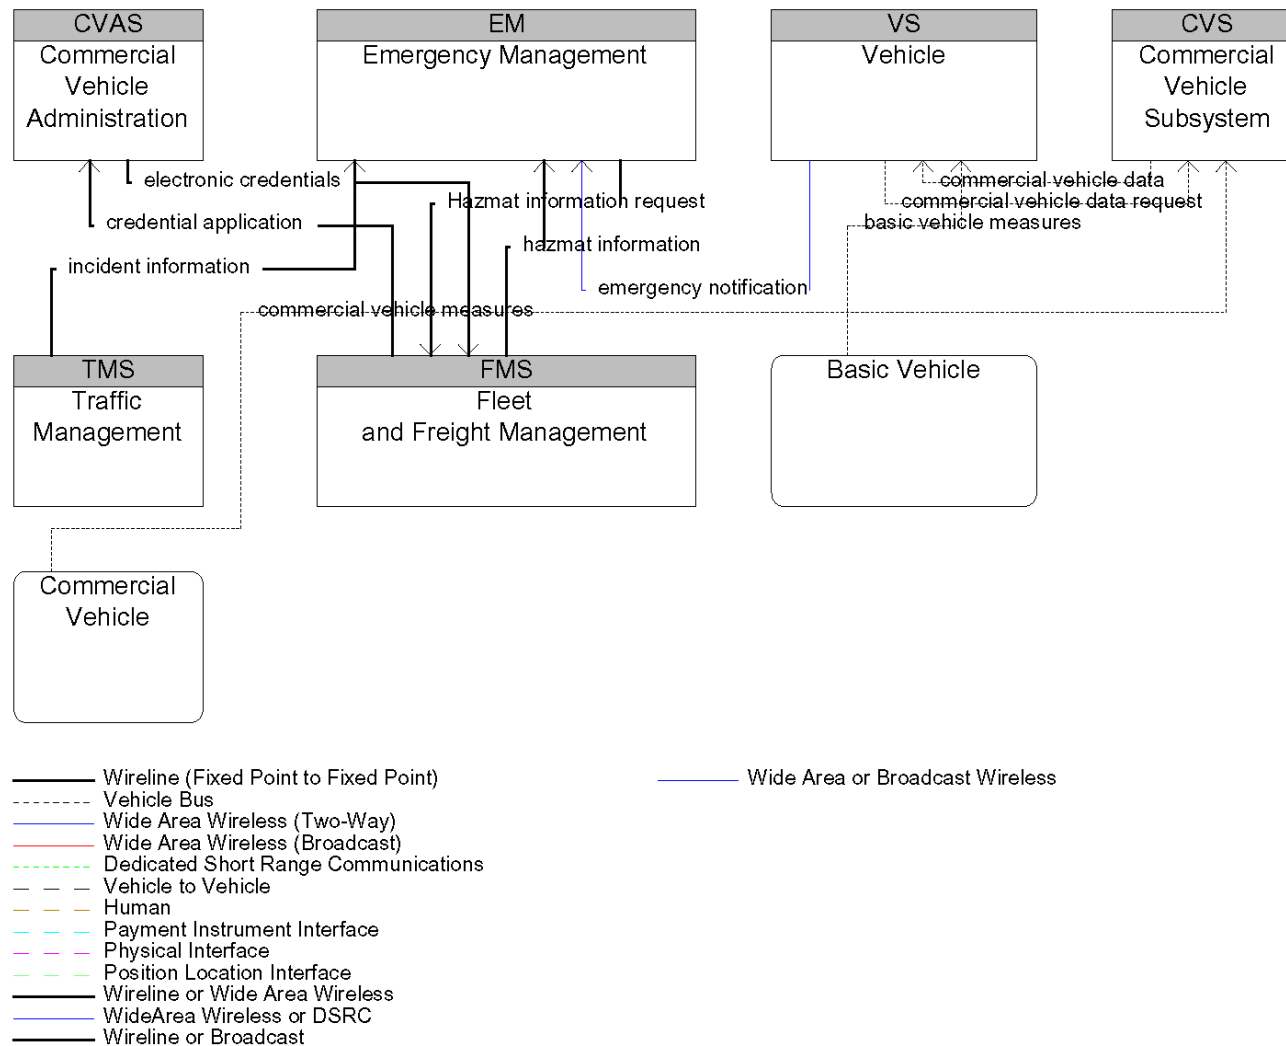 CVAS
EM
VS
CVS
Commercial
Vehicle
Administration
Emergency Management
Vehicle
Commercial
Vehicle
Subsystem
electronic credentials
commercial vehicle data
Hazmat information request
commercial vehicle data request
credential application
basic vehicle measures
hazmat information
incident information
emergency notification
commercial vehicle measures
TMS
Traffic
Management
FMS
Fleet
and Freight Management
Basic Vehicle
Commercial
Vehicle
Wireline (Fixed Point to Fixed Point)
Wide Area or Broadcast Wireless
Vehicle Bus
Wide Area Wireless (Two-Way)
Wide Area Wireless (Broadcast)
Dedicated Short Range Communications
Vehicle to Vehicle
Human
Payment Instrument Interface
Physical Interface
Position Location Interface
Wireline or Wide Area Wireless
WideArea Wireless or DSRC
Wireline or Broadcast